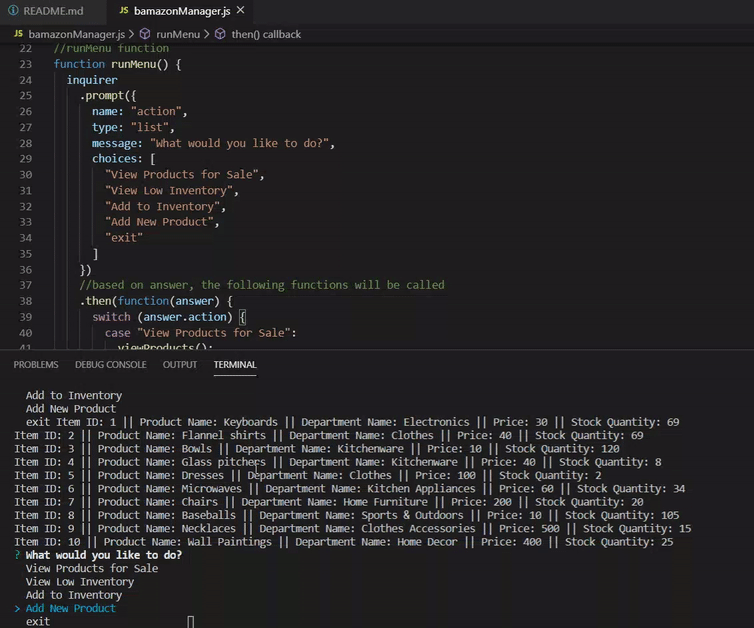 README.md
JS bamazonManager.js ×
JS bamazonManager.js > runMenu > then() callback
22 //runMenu function
23 function runMenu() {
24 inquirer
25 .prompt({
26 name: "action",
27 type: "list",
28 message: "What would you like to do?",
29 choices: [
30 "View Products for Sale",
31 "View Low Inventory",
32 "Add to Inventory",
33 "Add New Product",
34 "exit"
35 ]
36 })
37 //based on answer, the following functions will be called
38 .then(function(answer) {
39 switch (answer.action) {
40 case "View Products for Sale":
41 viewProducts();
PROBLEMS DEBUG CONSOLE OUTPUT TERMINAL
Add to Inventory
Add New Product
exit Item ID: 1 || Product Name: Keyboards || Department Name: Electronics || Price: 30 || Stock Quantity: 69
Item ID: 2 || Product Name: Flannel shirts || Department Name: Clothes || Price: 40 || Stock Quantity: 69
Item ID: 3 || Product Name: Bowls || Department Name: Kitchenware || Price: 10 || Stock Quantity: 120
Item ID: 4 || Product Name: Glass pitchers || Department Name: Kitchenware || Price: 40 || Stock Quantity: 8
Item ID: 5 || Product Name: Dresses || Department Name: Clothes || Price: 100 || Stock Quantity: 2
Item ID: 6 || Product Name: Microwaves || Department Name: Kitchen Appliances || Price: 60 || Stock Quantity: 34
Item ID: 7 || Product Name: Chairs || Department Name: Home Furniture || Price: 200 || Stock Quantity: 20
Item ID: 8 || Product Name: Baseballs || Department Name: Sports & Outdoors || Price: 10 || Stock Quantity: 105
Item ID: 9 || Product Name: Necklaces || Department Name: Clothes Accessories || Price: 500 || Stock Quantity: 15
Item ID: 10 || Product Name: Wall Paintings || Department Name: Home Decor || Price: 400 || Stock Quantity: 25
? What would you like to do?
View Products for Sale
View Low Inventory
Add to Inventory
> Add New Product
exit